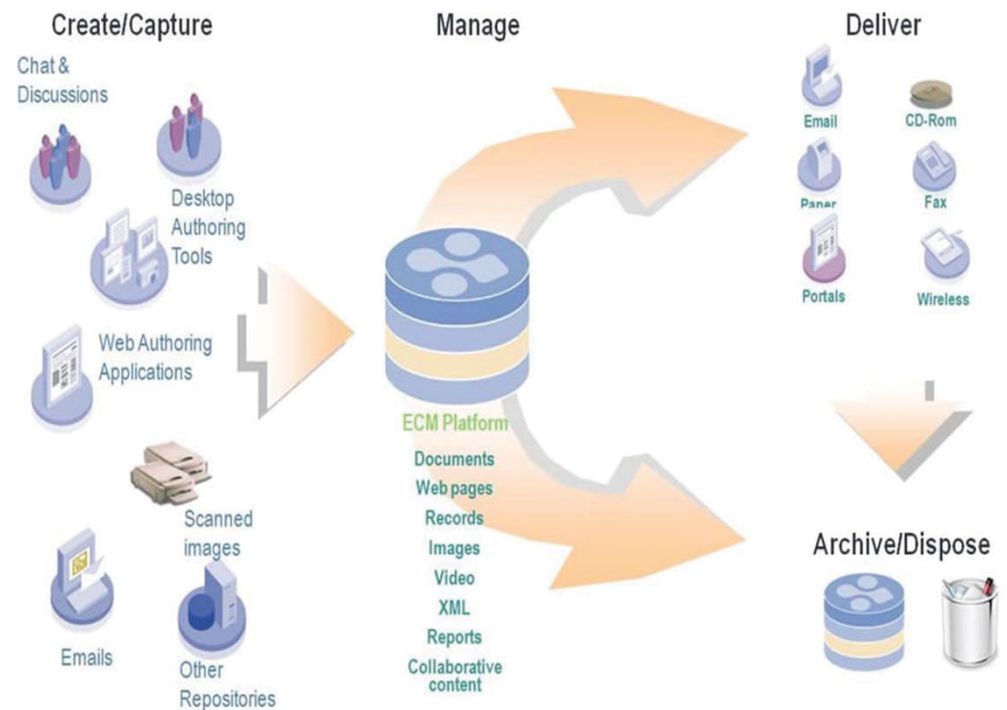 Create/Capture
Chat &
Discussions
Desktop
Authoring
Tools
Web Authoring
Applications
Scanned
images
Emails
Other
Repositories
Manage
ECM Platform
Documents
Web pages
Records
Images
Video
XML
Reports
Collaborative
content
Deliver
Email
CD-Rom
Paper
Fax
Portals
Wireless
Archive/Dispose